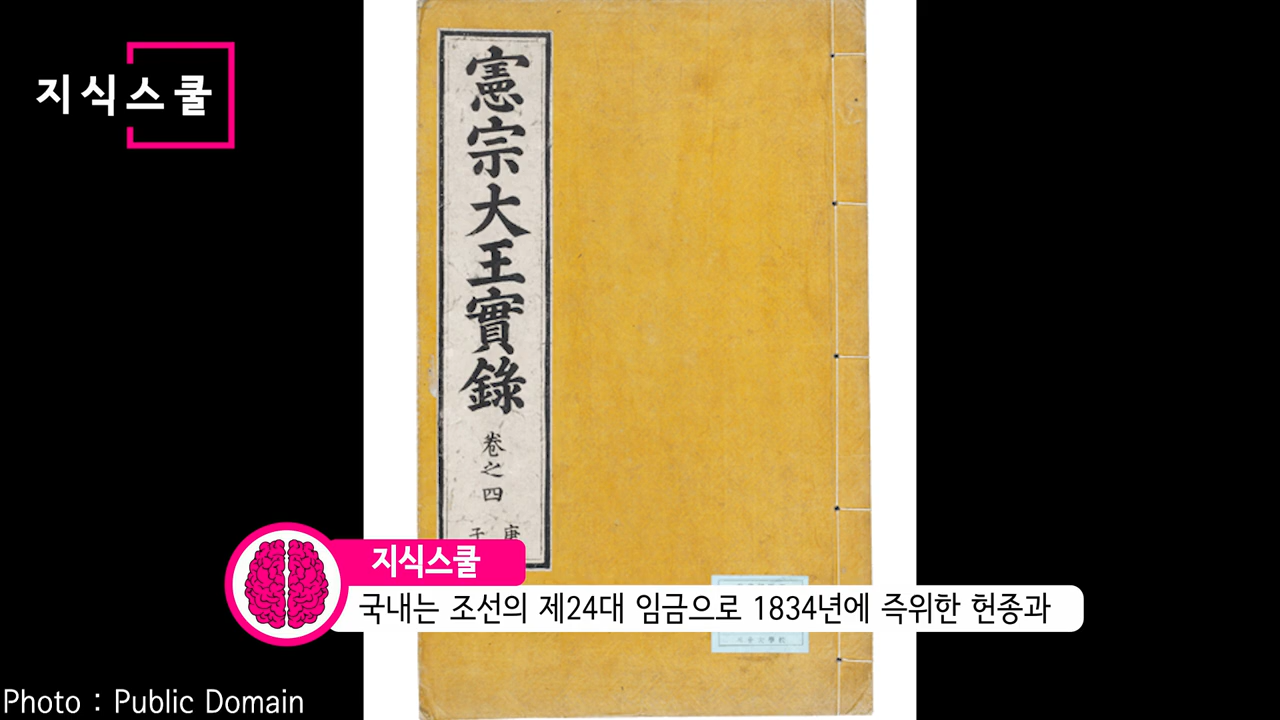 지식스쿨
憲宗大王實錄
卷之四
庚
子
지식스쿨
국내는 조선의 제24대 임금으로 1834년에 즉위한 헌종과
Photo : Public Domain